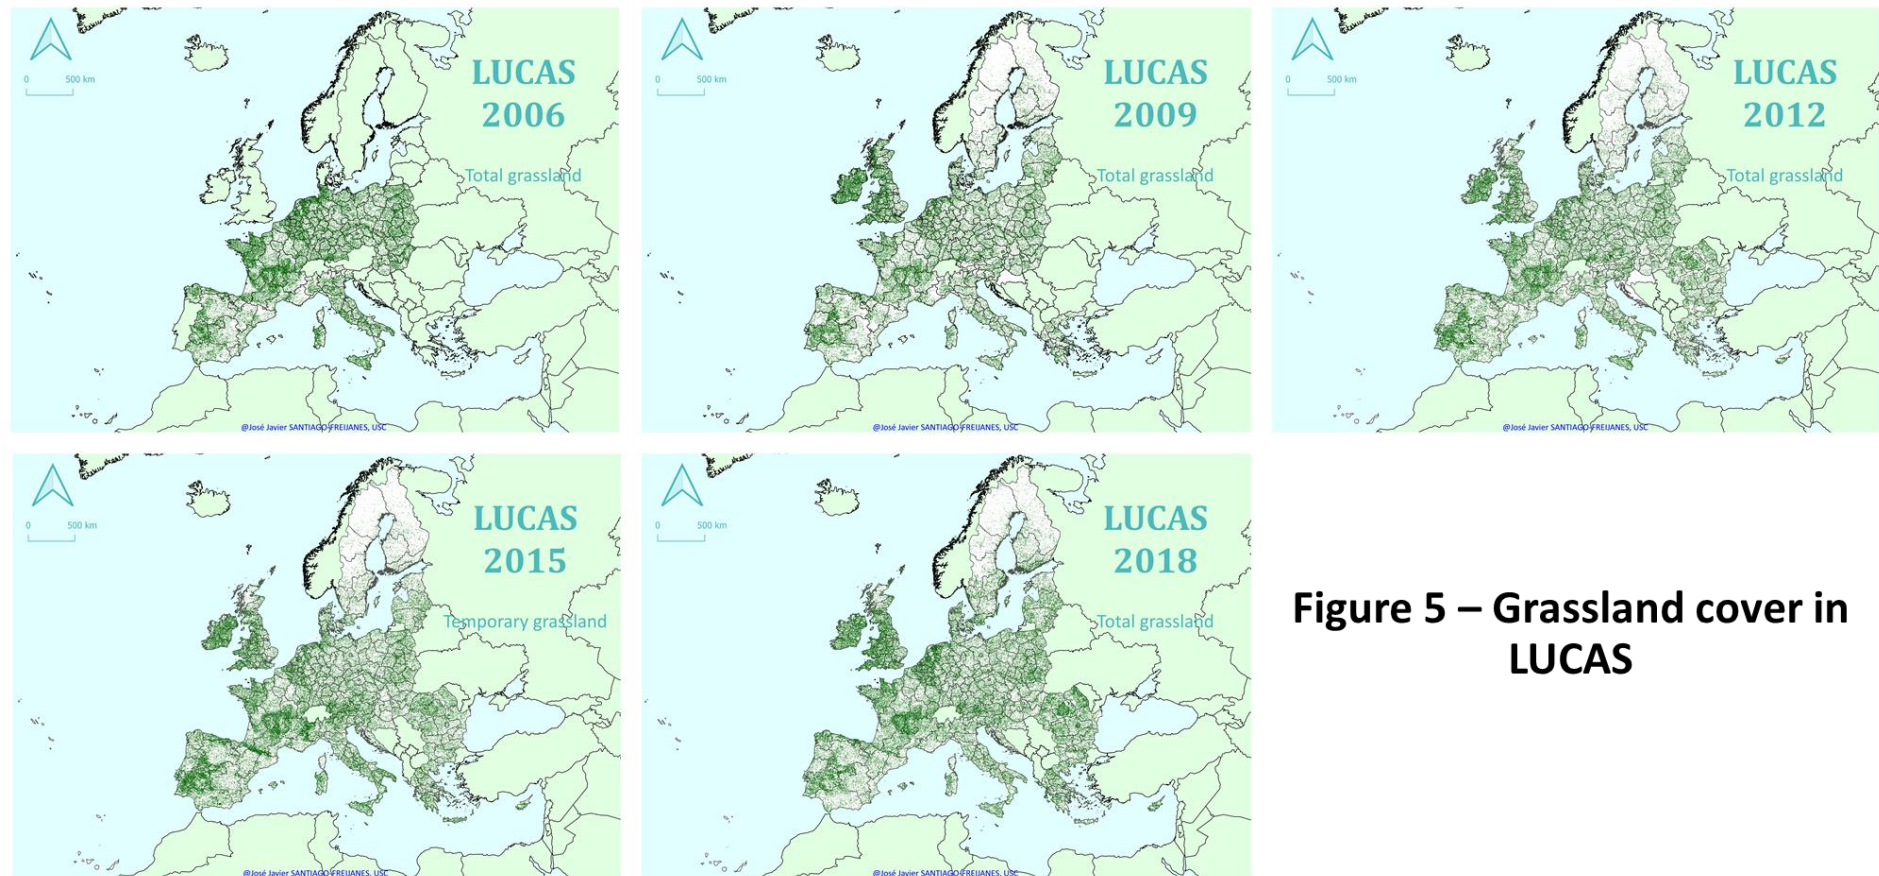 LUCAS
2006
0 500 km
Total grassland
@José Javier SANTIAGO-FREIJANES, USC
LUCAS
2009
0 500 km
Total grassland
@José Javier SANTIAGO-FREIJANES, USC
LUCAS
2012
0 500 km
Total grassland
@José Javier SANTIAGO-FREIJANES, USC
LUCAS
2015
0 500 km
Temporary grassland
@José Javier SANTIAGO-FREIJANES, USC
LUCAS
2018
0 500 km
Total grassland
@José Javier SANTIAGO-FREIJANES, USC
Figure 5 – Grassland cover in
LUCAS